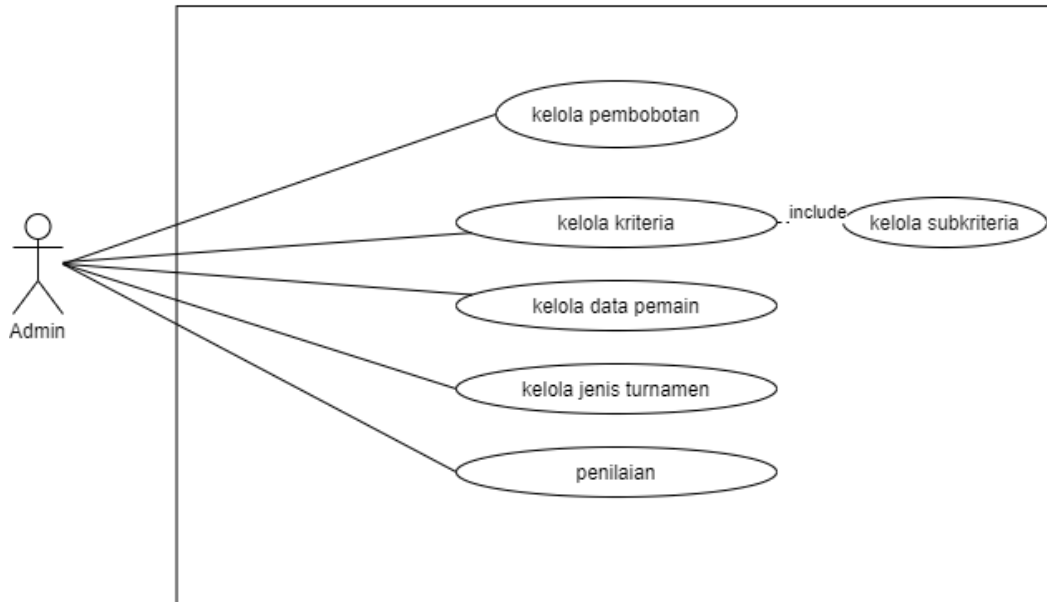 kelola pembobotan
kelola kriteria
include
kelola subkriteria
Admin
kelola data pemain
kelola jenis turnamen
penilaian